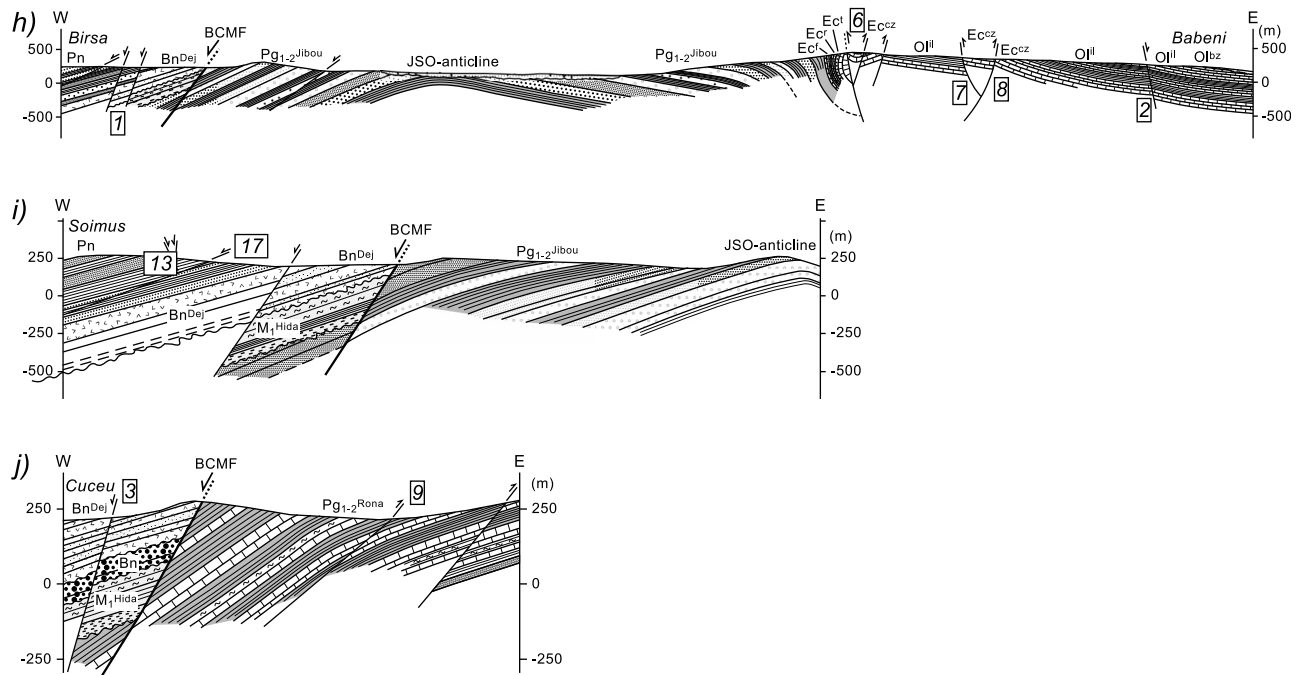 h)
W
Birsa
BCMF
500
Pn
Bn^Dej
0
-500
1
Pg1-2^Jibou
JSO-anticline
Pg1-2^Jibou
Ec^f
Ec^r
Ec^t
6
Ec^cz
Ol^il
Ec^cz
Ec^cz
7
8
Ol^il
2
Ol^il
Ol^bz
Babeni
E
(m)
500
0
-500
i)
W
Soimus
Pn
13
17
Bn^Dej
BCMF
Pg1-2^Jibou
JSO-anticline
E
(m)
250
0
-250
-500
Bn^Dej
M1^Hida
250
0
-250
-500
j)
W
Cuceu
3
Bn^Dej
BCMF
Pg1-2^Rona
9
E
(m)
250
0
-250
Bn
M1^Hida
250
0
-250